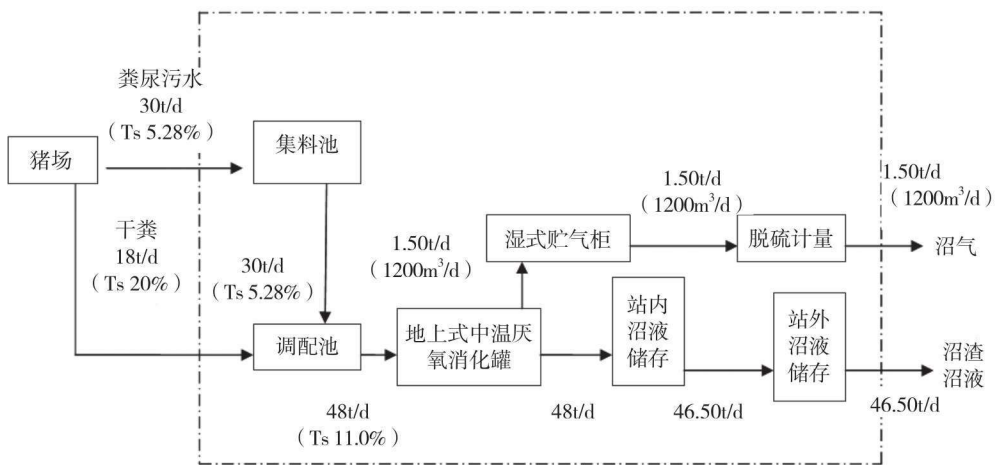 粪尿污水
30t/d
（Ts 5.28%）
猪场
集料池
干粪
18t/d
（Ts 20%）
30t/d
（Ts 5.28%）
调配池
48t/d
（Ts 11.0%）
1.50t/d
（1200m³/d）
地上式中温厌
氧消化罐
湿式贮气柜
1.50t/d
（1200m³/d）
脱硫计量
1.50t/d
（1200m³/d）
沼气
48t/d
站内
沼液
储存
46.50t/d
站外
沼液
储存
46.50t/d
沼渣
沼液